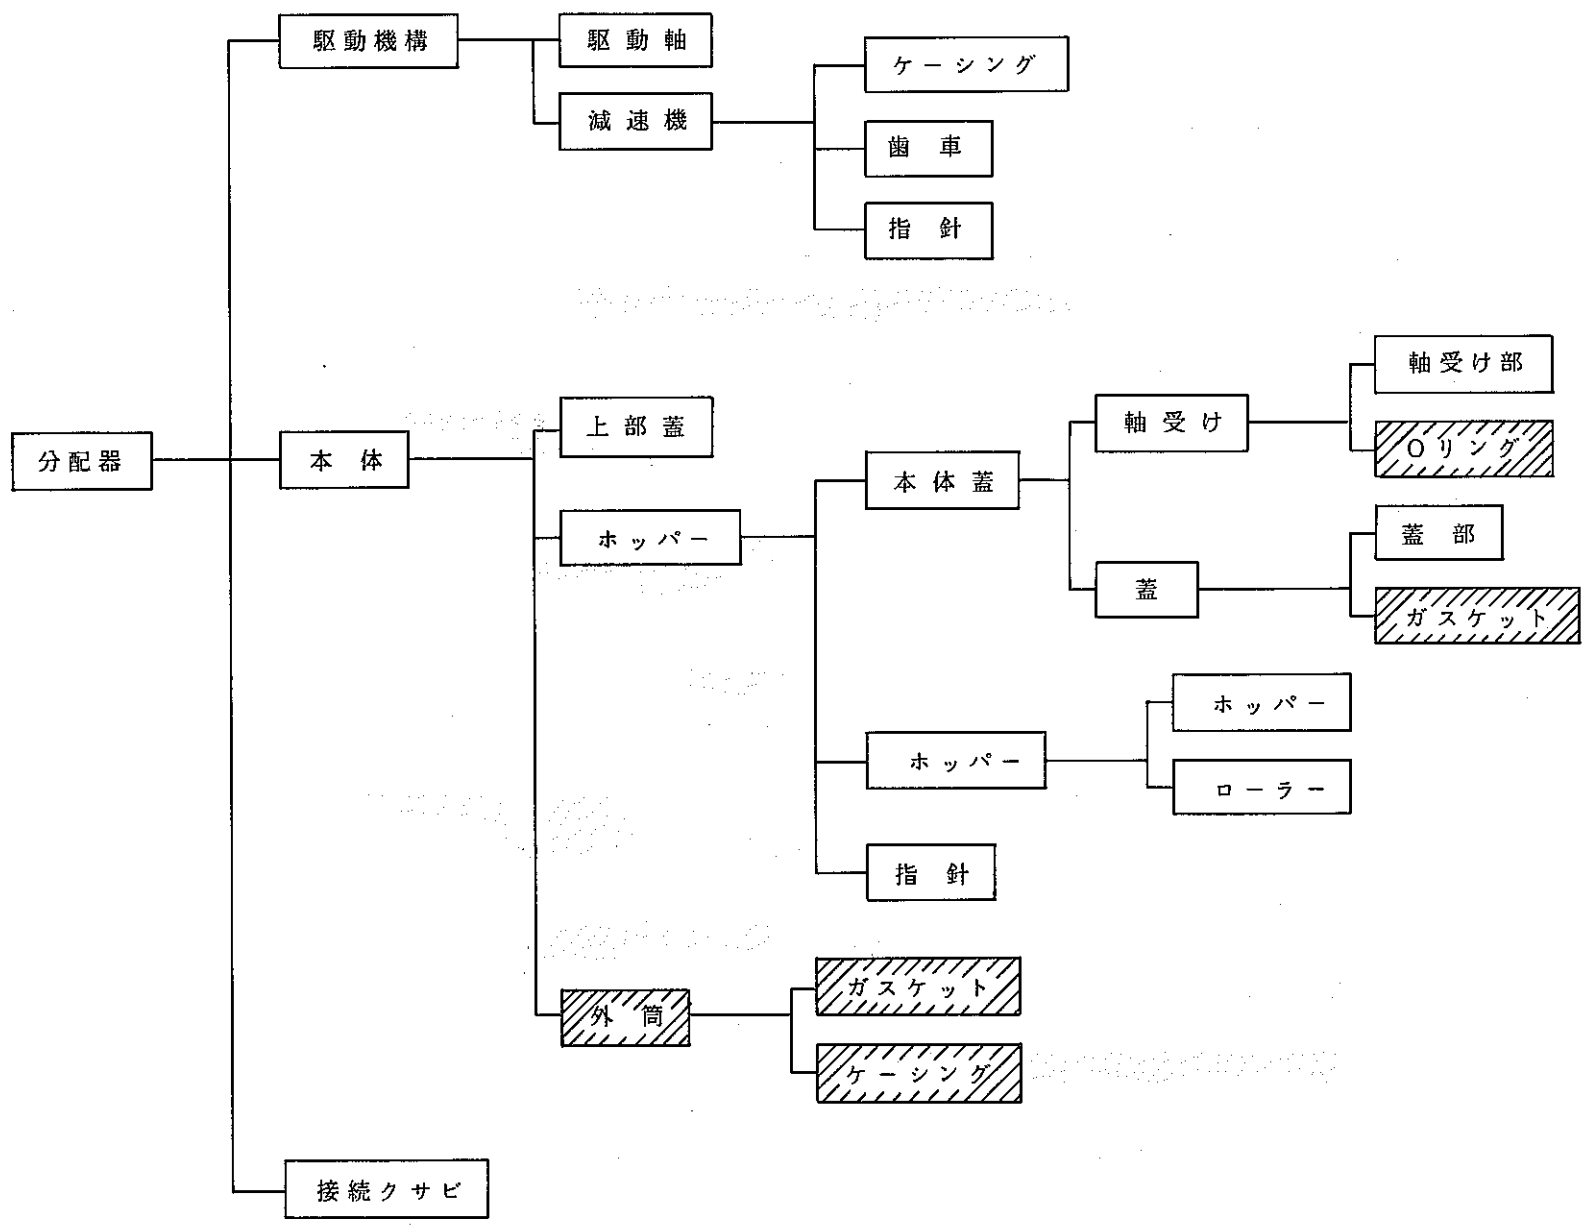 駆動機構
駆動軸
減速機
ケーシング
歯車
指針
分配器
本体
上部蓋
ホッパー
本体蓋
軸受け
軸受け部
Oリング
蓋
蓋部
ガスケット
ホッパー
ホッパー
ローラー
指針
外筒
ガスケット
ケーシング
接続クサビ